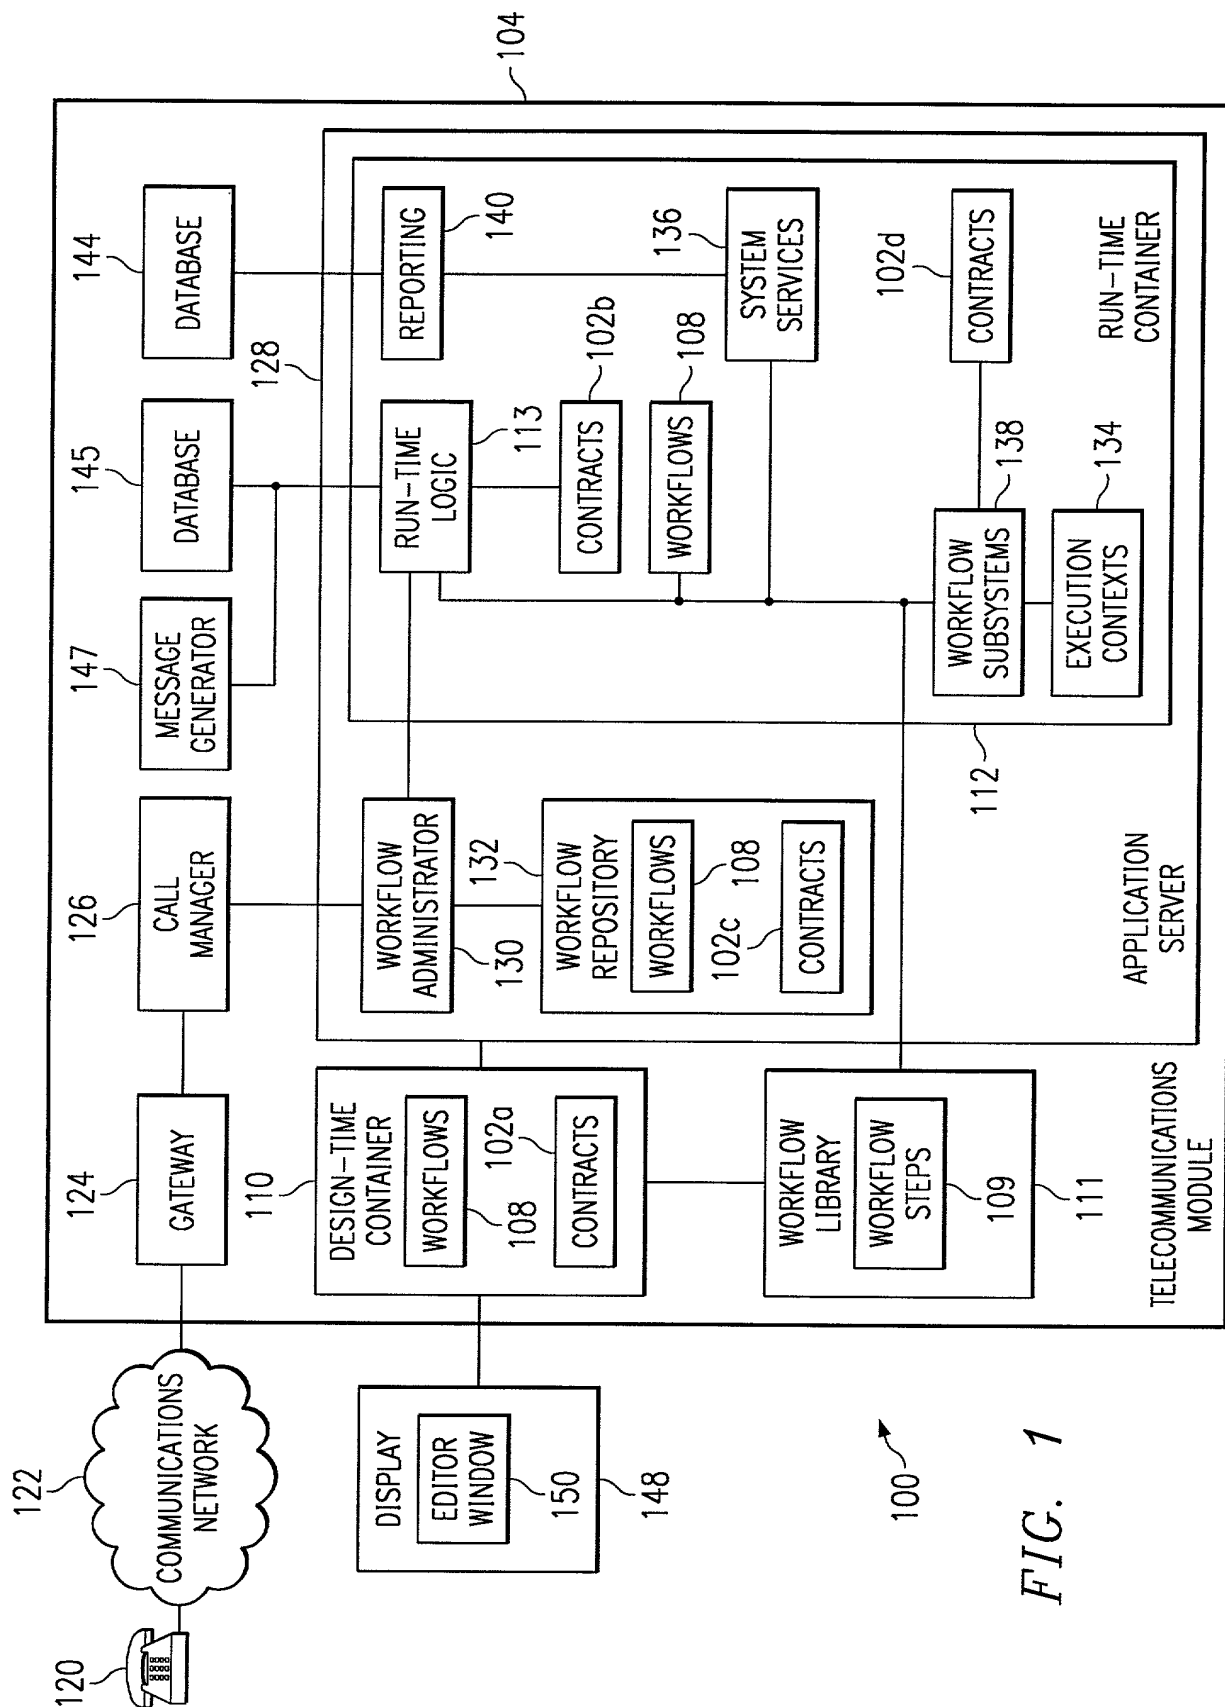 120
122
COMMUNICATIONS
NETWORK
124
GATEWAY
126
CALL
MANAGER
147
MESSAGE
GENERATOR
145
DATABASE
144
DATABASE
104
DISPLAY
EDITOR
WINDOW
150
148
110
DESIGN-TIME
CONTAINER
WORKFLOWS
108
102a
CONTRACTS
WORKFLOW
LIBRARY
WORKFLOW
STEPS
109
111
TELECOMMUNICATIONS
MODULE
128
WORKFLOW
ADMINISTRATOR
130
132
WORKFLOW
REPOSITORY
WORKFLOWS
108
102c
CONTRACTS
APPLICATION
SERVER
112
RUN-TIME
LOGIC
113
REPORTING
140
CONTRACTS
102b
WORKFLOWS
108
136
SYSTEM
SERVICES
WORKFLOW
SUBSYSTEMS
138
102d
CONTRACTS
EXECUTION
CONTEXTS
134
RUN-TIME
CONTAINER
100
FIG. 1